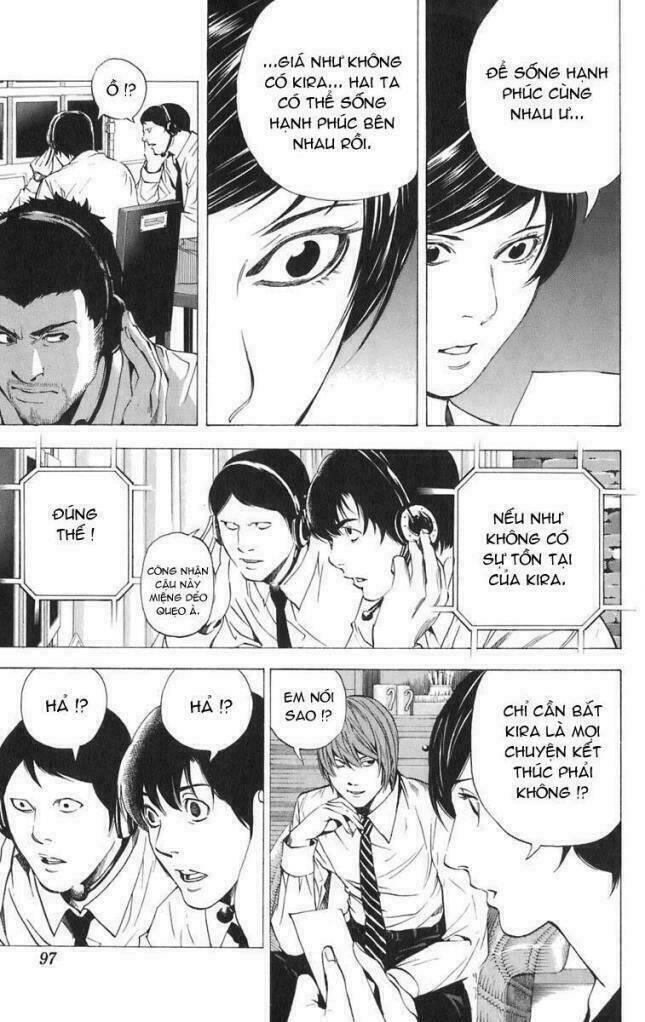 ĐỂ SỐNG HẠNH
PHÚC CÙNG
NHAU Ư...
...GIÁ NHƯ KHÔNG
CÓ KIRA... HAI TA
CÓ THỂ SỐNG
HẠNH PHÚC BÊN
NHAU RỒI.
Ồ !?
NẾU NHƯ
KHÔNG CÓ
SỰ TỒN TẠI
CỦA KIRA.
CÔNG NHẬN
CẬU NÀY
MIỆNG DẺO
QUẸO À.
ĐÚNG
THẾ !
CHỈ CẦN BẮT
KIRA LÀ MỌI
CHUYỆN KẾT
THÚC PHẢI
KHÔNG !?
EM NÓI
SAO !?
HẢ !?
HẢ !?
97